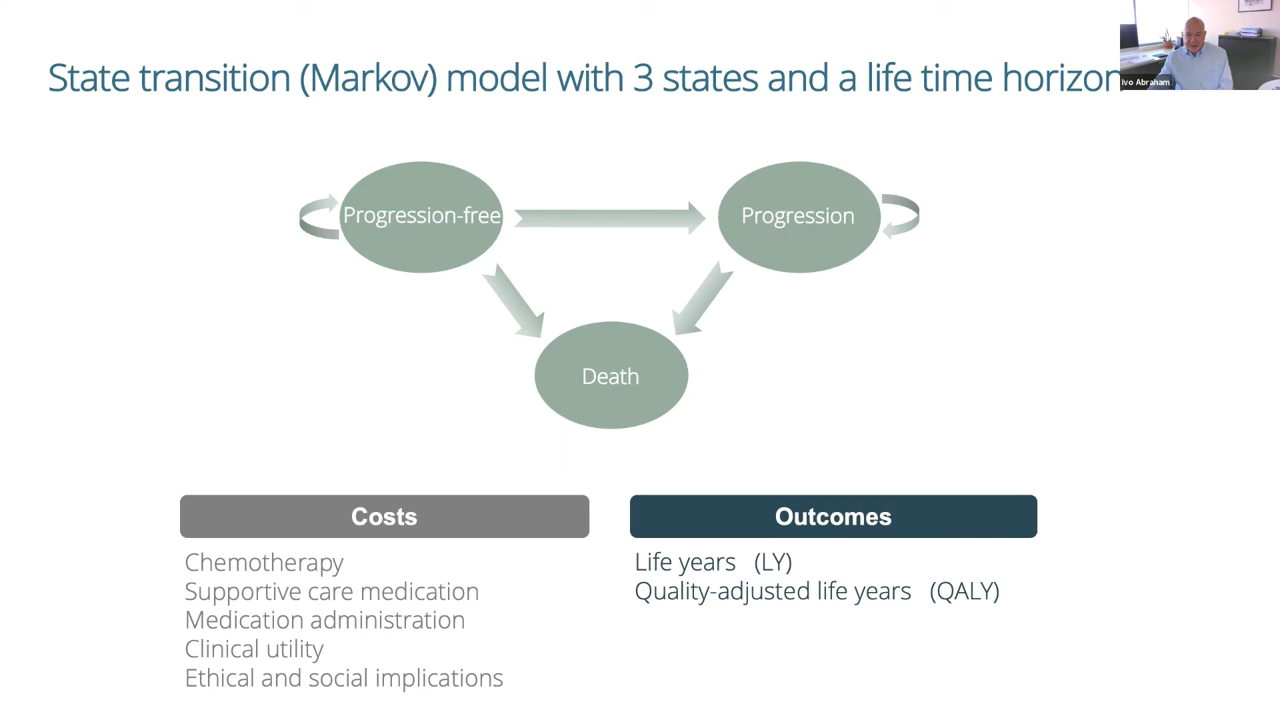 State transition (Markov) model with 3 states and a life time horizon
Ivo Abraham
Progression-free
Progression
Death
Costs
Chemotherapy
Supportive care medication
Medication administration
Clinical utility
Ethical and social implications
Outcomes
Life years (LY)
Quality-adjusted life years (QALY)